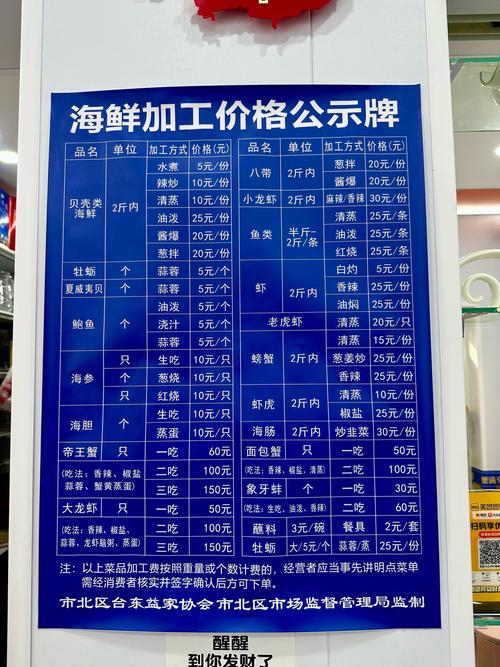 海鲜加工价格公示牌
品名 单位 加工方式 价格(元)
贝壳类海鲜 2斤内 水煮 5元/份
辣炒 10元/份
清蒸 10元/份
油泼 25元/份
酱爆 20元/份
葱拌 20元/份
牡蛎 个 蒜蓉 5元/个
夏威夷贝 个 蒜蓉 5元/个
鲍鱼 个 油泼 5元/个
浇汁 5元/个
蒜蓉 5元/个
海参 只 生吃 10元/只
个 葱烧 10元/只
只 红烧 10元/只
海胆 个 生吃 10元/只
蒸蛋 10元/只
帝王蟹 只 一吃 60元
(吃法：香辣、椒盐 二吃 100元
蒜蓉、蟹黄蒸蛋) 三吃 150元
大龙虾 只 一吃 50元
(吃法：香辣、椒盐、 二吃 100元
蒜蓉、龙虾脑粥、蒸蛋) 三吃 150元
品名 单位 加工方式 价格(元)
八带 2斤内 葱拌 20元/份
酱爆 20元/份
小龙虾 2斤内 麻辣/香辣 30元/份
鱼类 半斤-2斤/条 清蒸 25元/条
油泼 25元/条
红烧 25元/条
虾 2斤内 白灼 5元/份
香辣 25元/份
油焖 25元/份
老虎虾 清蒸 20元/只
螃蟹 2斤内 清蒸 15元/份
葱姜炒 25元/份
香辣 25元/份
虾虎 2斤内 清蒸 10元/份
椒盐 25元/份
海肠 2斤内 炒韭菜 30元/份
面包蟹 只 一吃 50元
(吃法：香辣、椒盐、清蒸) 二吃 100元
象牙蚌 个 一吃 30元
(吃法：生吃、油泼、香辣) 二吃 60元
蘸料 3元/碗 餐具 2元/套
牡蛎 大/5元/个 蒜蓉/蒸 25元/份
注：以上菜品加工费按照重量或个数计费的，经营者应当事先讲明点菜单
需经消费者核实并签字确认后方可下单。
市北区台东益家协会 市北区市场监督管理局监制
醒醒
到你发财了